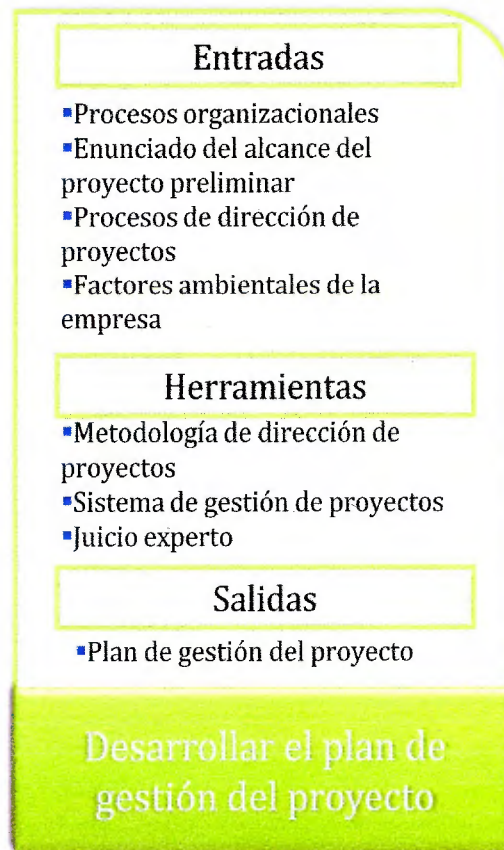 Entradas
▪Procesos organizacionales
▪Enunciado del alcance del
proyecto preliminar
▪Procesos de dirección de
proyectos
▪Factores ambientales de la
empresa
Herramientas
▪Metodología de dirección de
proyectos
▪Sistema de gestión de proyectos
▪Juicio experto
Salidas
▪Plan de gestión del proyecto
Desarrollar el plan de
gestión del proyecto